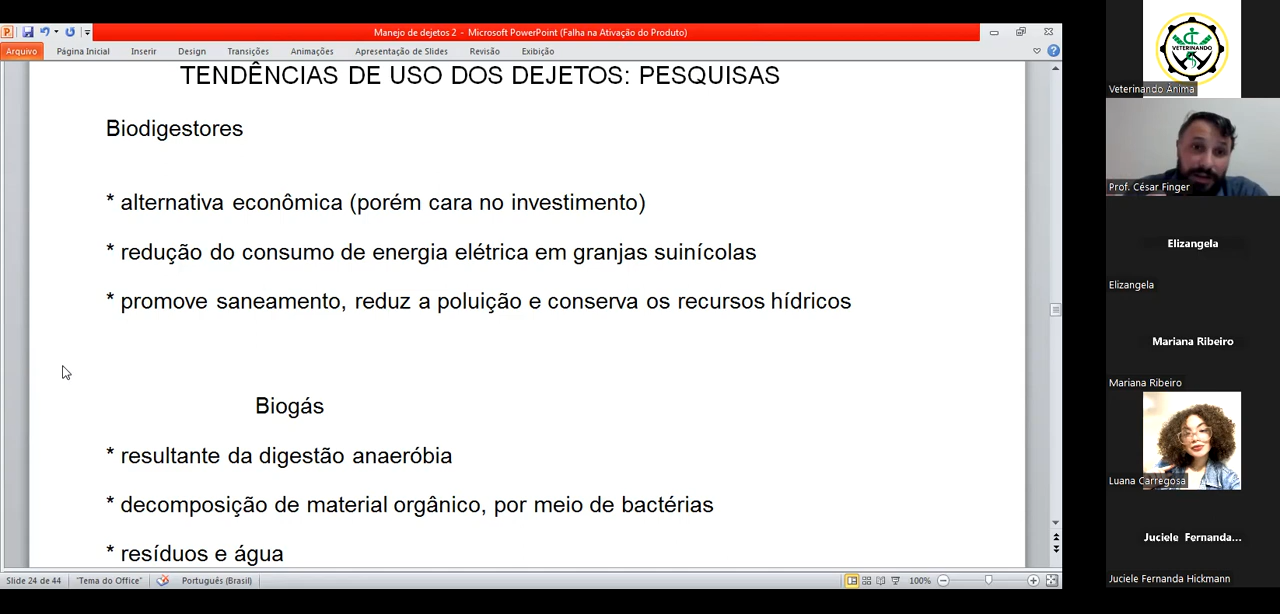 Manejo de dejetos 2 - Microsoft PowerPoint (Falha na Ativação do Produto)
Arquivo Página Inicial Inserir Design Transições Animações Apresentação de Slides Revisão Exibição
TENDÊNCIAS DE USO DOS DEJETOS: PESQUISAS
Biodigestores
* alternativa econômica (porém cara no investimento)
* redução do consumo de energia elétrica em granjas suinícolas
* promove saneamento, reduz a poluição e conserva os recursos hídricos
Biogás
* resultante da digestão anaeróbia
* decomposição de material orgânico, por meio de bactérias
* resíduos e água
Slide 24 de 44 "Tema do Office" Português (Brasil) 100%
VETERINANDO
Veterinando Anima
Prof. César Finger
Elizangela
Elizangela
Mariana Ribeiro
Mariana Ribeiro
Luana Carregosa
Juciele Fernanda...
Juciele Fernanda Hickmann